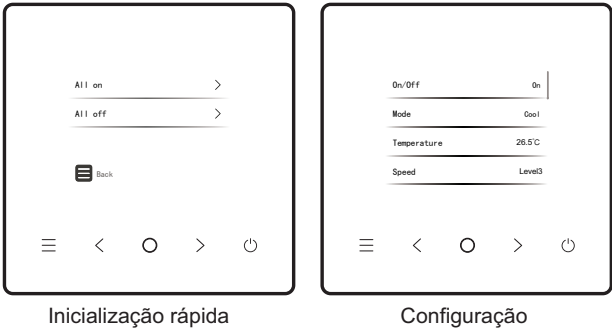 All on
All off
Back
Inicialização rápida
On/Off On
Mode Cool
Temperature 26.5℃
Speed Level3
Configuração